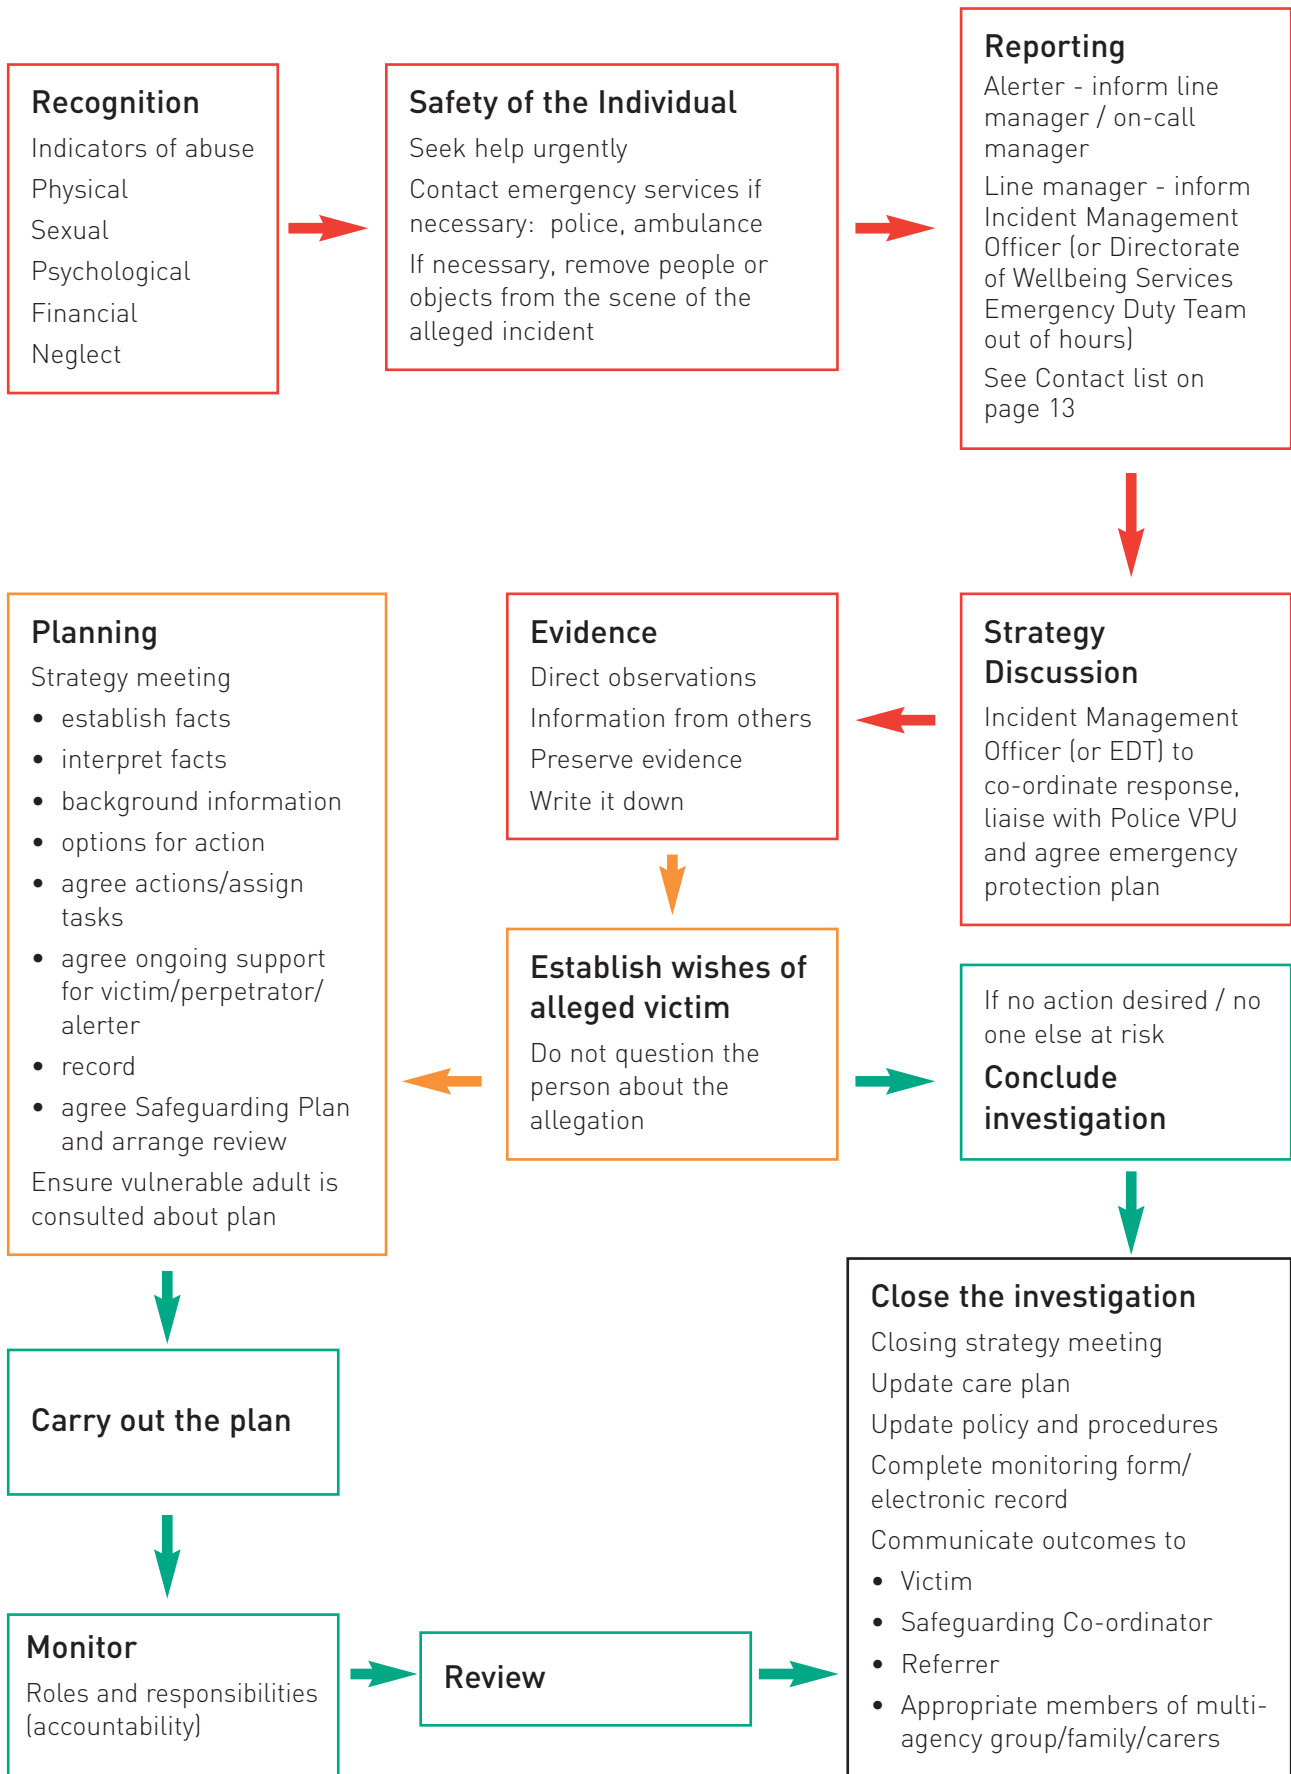 Recognition
Indicators of abuse
Physical
Sexual
Psychological
Financial
Neglect
Safety of the Individual
Seek help urgently
Contact emergency services if
necessary:  police, ambulance
If necessary, remove people or
objects from the scene of the
alleged incident
Reporting
Alerter - inform line
manager / on-call
manager
Line manager - inform
Incident Management
Officer (or Directorate
of Wellbeing Services
Emergency Duty Team
out of hours)
See Contact list on
page 13
Strategy
Discussion
Incident Management
Officer (or EDT) to
co-ordinate response,
liaise with Police VPU
and agree emergency
protection plan
Evidence
Direct observations
Information from others
Preserve evidence
Write it down
Establish wishes of
alleged victim
Do not question the
person about the
allegation
If no action desired / no
one else at risk
Conclude
investigation
Planning
Strategy meeting
• establish facts
• interpret facts
• background information
• options for action
• agree actions/assign
tasks
• agree ongoing support
for victim/perpetrator/
alerter
• record
• agree Safeguarding Plan
and arrange review
Ensure vulnerable adult is
consulted about plan
Carry out the plan
Monitor
Roles and responsibilities
(accountability)
Review
Close the investigation
Closing strategy meeting
Update care plan
Update policy and procedures
Complete monitoring form/
electronic record
Communicate outcomes to
• Victim
• Safeguarding Co-ordinator
• Referrer
• Appropriate members of multi-
agency group/family/carers